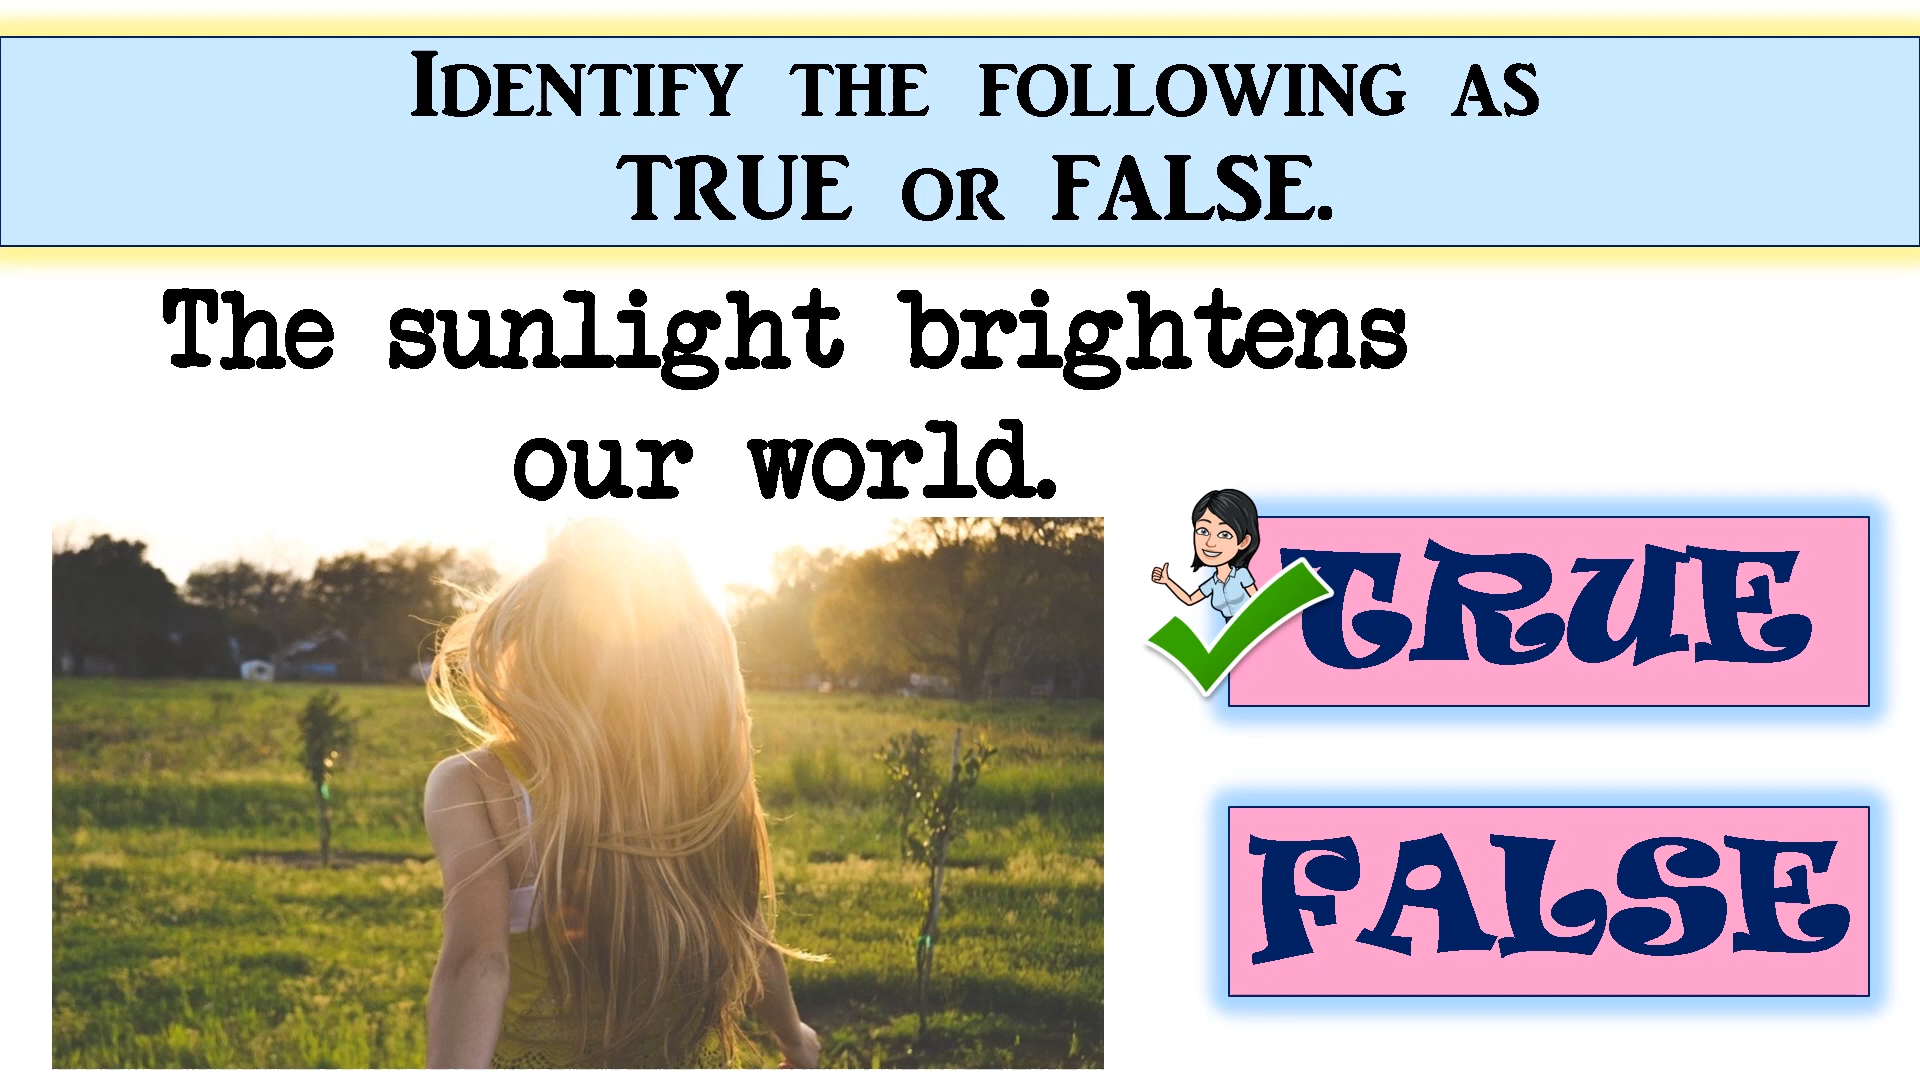 Identify the following as
TRUE or FALSE.
The sunlight brightens
our world.
TRUE
FALSE